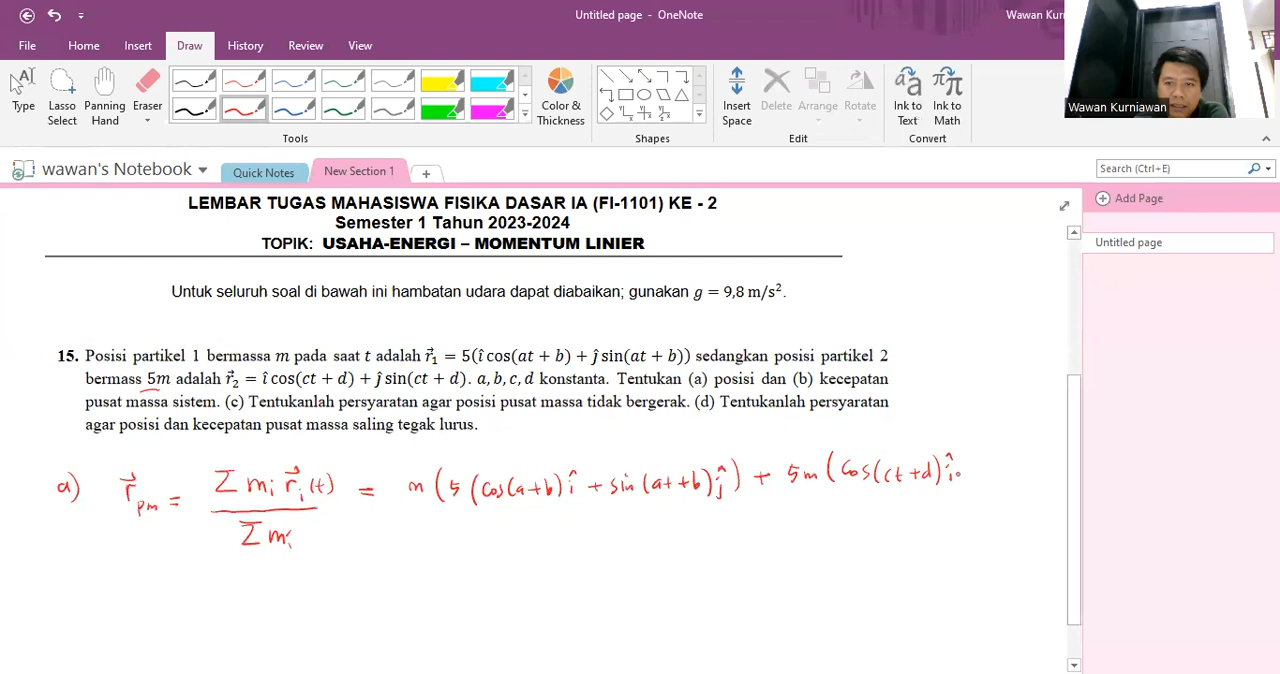 Untitled page - OneNote
Wawan Kurn
File Home Insert Draw History Review View
Type
Lasso Select
Panning Hand
Eraser
Color & Thickness
Insert Space
Delete
Arrange
Rotate
Ink to Text
Ink to Math
Tools
Shapes
Edit
Convert
Wawan Kurniawan
wawan's Notebook
Quick Notes
New Section 1
Search (Ctrl+E)
Add Page
Untitled page
LEMBAR TUGAS MAHASISWA FISIKA DASAR IA (FI-1101) KE - 2
Semester 1 Tahun 2023-2024
TOPIK: USAHA-ENERGI – MOMENTUM LINIER
Untuk seluruh soal di bawah ini hambatan udara dapat diabaikan; gunakan g = 9,8 m/s².
15. Posisi partikel 1 bermassa m pada saat t adalah r⃗₁ = 5(î cos(at + b) + ĵ sin(at + b)) sedangkan posisi partikel 2
bermass 5m adalah r⃗₂ = î cos(ct + d) + ĵ sin(ct + d). a, b, c, d konstanta. Tentukan (a) posisi dan (b) kecepatan
pusat massa sistem. (c) Tentukanlah persyaratan agar posisi pusat massa tidak bergerak. (d) Tentukanlah persyaratan
agar posisi dan kecepatan pusat massa saling tegak lurus.
a) r⃗pm = Σ mᵢ r⃗ᵢ(t) / Σ mᵢ = m(5(cos(a+b)î + sin(at+b)ĵ) + 5m(cos(ct+d)î